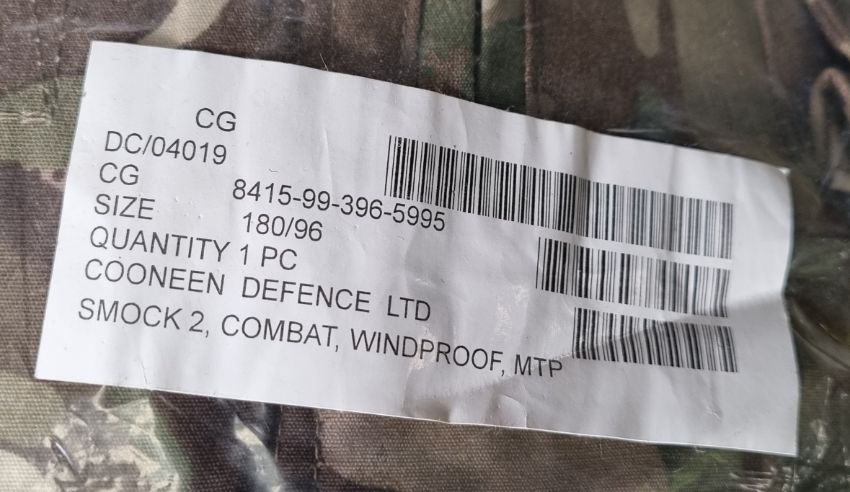 CG
DC/04019
CG 8415-99-396-5995
SIZE 180/96
QUANTITY 1 PC
COONEEN DEFENCE LTD
SMOCK 2, COMBAT, WINDPROOF, MTP